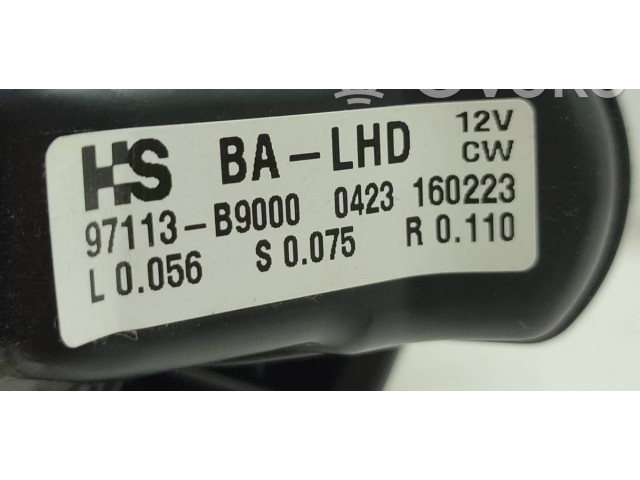 HS BA-LHD 12V
CW
97113-B9000 0423 160223
L 0.056 S 0.075 R 0.110